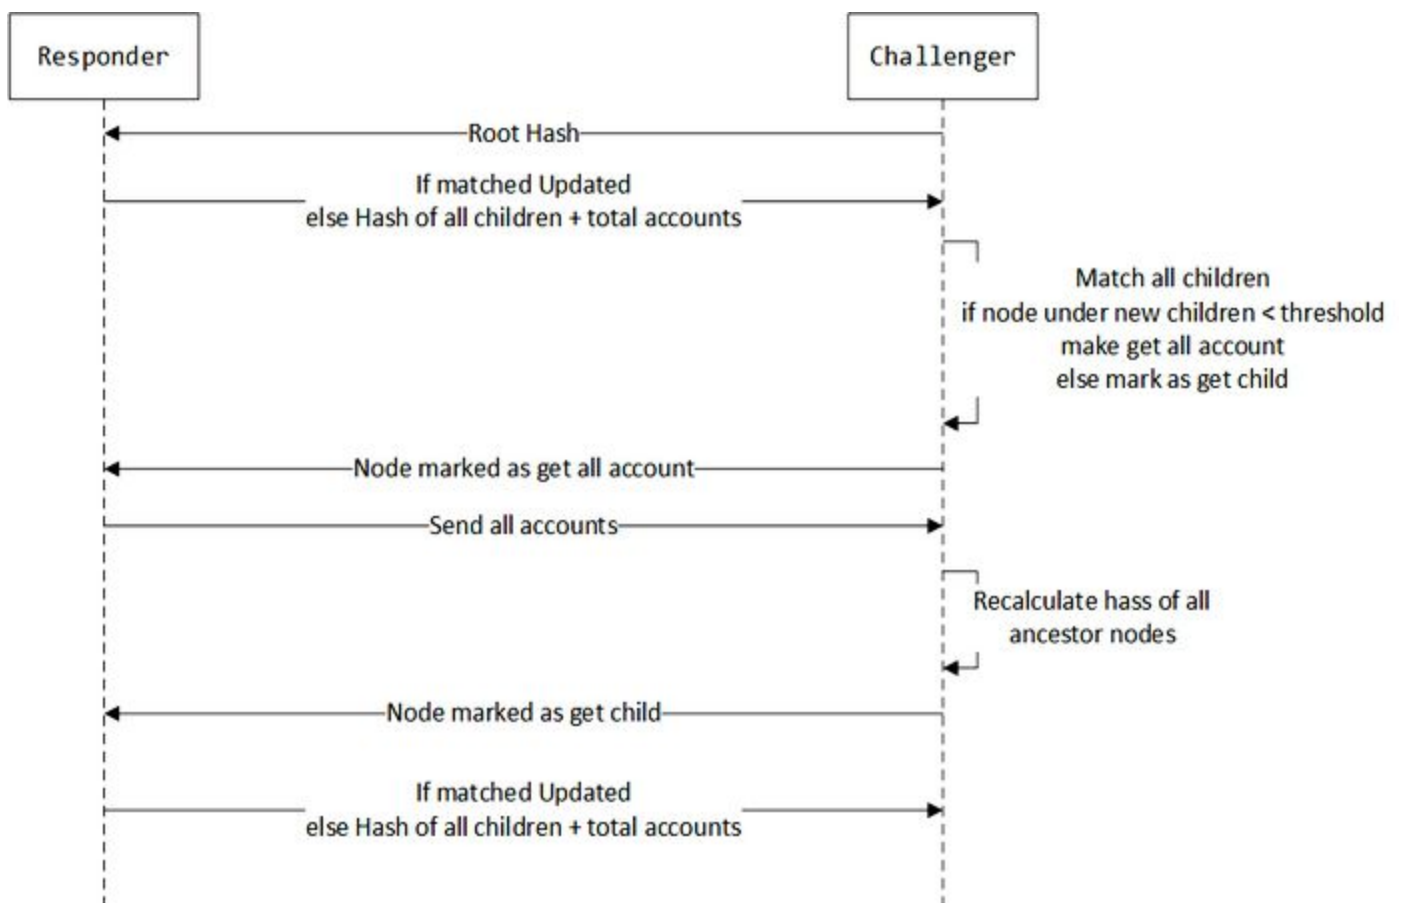 Responder
Challenger
Root Hash
If matched Updated
else Hash of all children + total accounts
Match all children
if node under new children < threshold
make get all account
else mark as get child
Node marked as get all account
Send all accounts
Recalculate hass of all
ancestor nodes
Node marked as get child
If matched Updated
else Hash of all children + total accounts